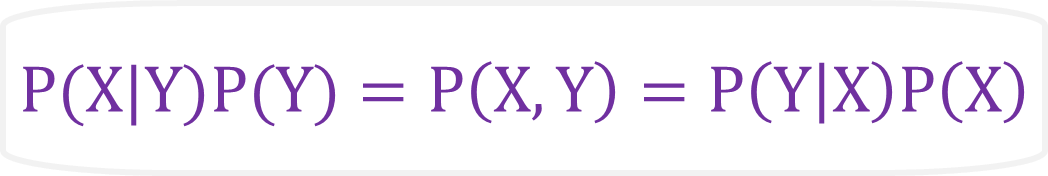 P(X|Y)P(Y) = P(X, Y) = P(Y|X)P(X)